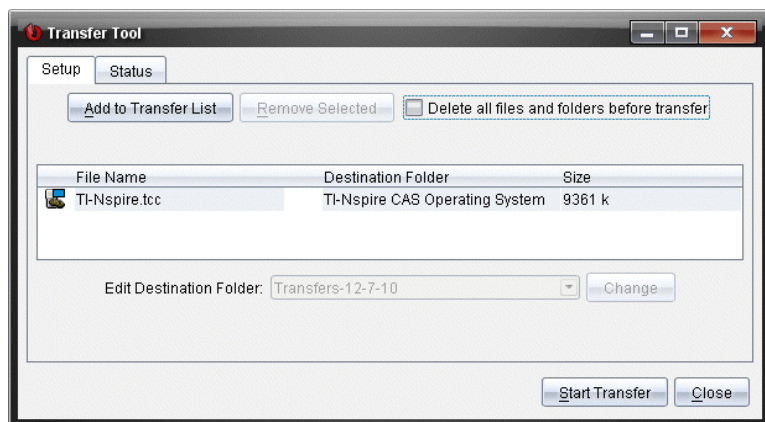 Transfer Tool
Setup Status
Add to Transfer List Remove Selected Delete all files and folders before transfer
File Name Destination Folder Size
TI-Nspire.tcc TI-Nspire CAS Operating System 9361 k
Edit Destination Folder: Transfers-12-7-10 Change
Start Transfer Close